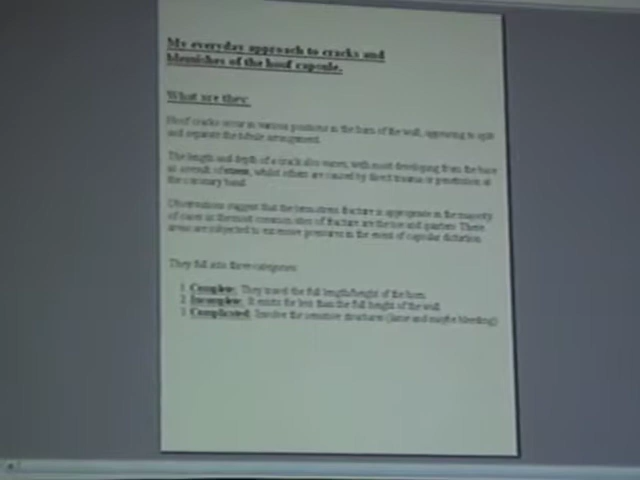 My everyday approach to cracks and
blemishes of the hoof capsule.
What are they:
Hoof cracks occur in various positions in the horn of the wall, appearing to split
and separate the tubule arrangement.
The length and depth of a crack also varies, with most developing from the base
as a result of stress, whilst others are caused by direct trauma or penetration at
the coronary band.
Observations suggest that the term stress fracture is appropriate in the majority
of cases as the most common sites of fracture are the toe and quarters. These
areas are subjected to excessive pressures in the event of capsular distortion.
They fall into three categories:
1. Complete: They travel the full length/height of the horn.
2. Incomplete: It exists for less than the full height of the wall.
3. Complicated: Involve the sensitive structures (lame and maybe bleeding)